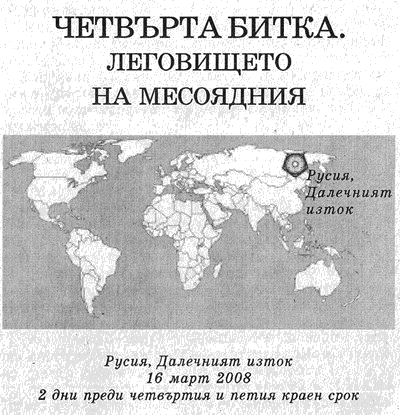 ЧЕТВЪРТА БИТКА.
ЛЕГОВИЩЕТО
НА МЕСОЯДНИЯ
Русия,
Далечният
изток
Русия, Далечният изток
16 март 2008
2 дни преди четвъртия и петия краен срок